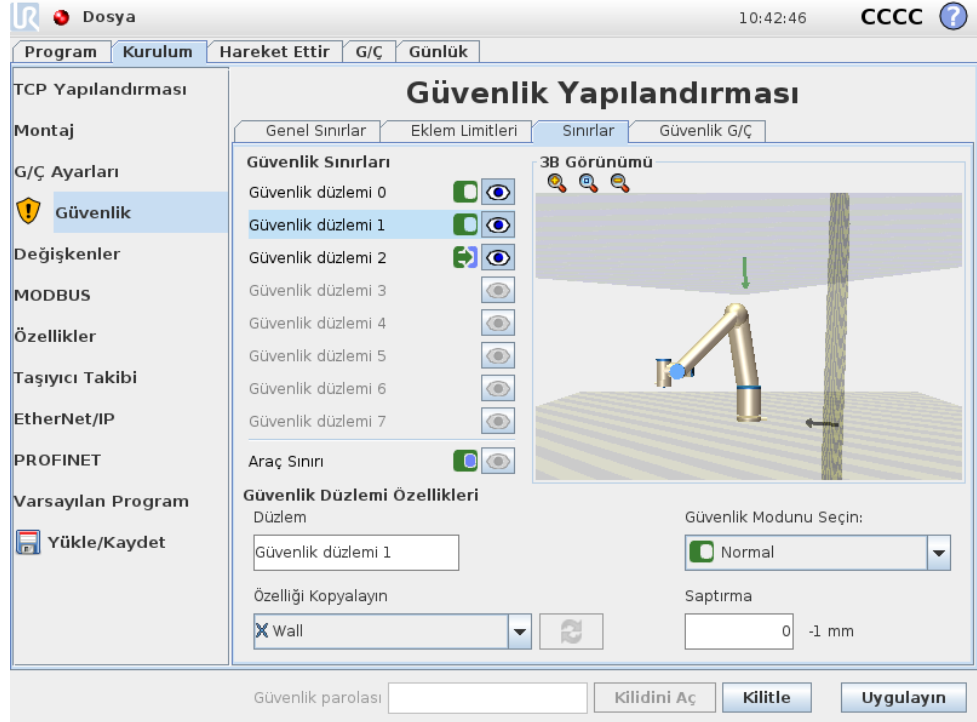 UR Dosya 10:42:46 CCCC ?
Program Kurulum Hareket Ettir G/Ç Günlük
TCP Yapılandırması
Montaj
G/Ç Ayarları
Güvenlik
Değişkenler
MODBUS
Özellikler
Taşıyıcı Takibi
EtherNet/IP
PROFINET
Varsayılan Program
Yükle/Kaydet
Güvenlik Yapılandırması
Genel Sınırlar Eklem Limitleri Sınırlar Güvenlik G/Ç
Güvenlik Sınırları
Güvenlik düzlemi 0
Güvenlik düzlemi 1
Güvenlik düzlemi 2
Güvenlik düzlemi 3
Güvenlik düzlemi 4
Güvenlik düzlemi 5
Güvenlik düzlemi 6
Güvenlik düzlemi 7
Araç Sınırı
3B Görünümü
Güvenlik Düzlemi Özellikleri
Düzlem
Güvenlik düzlemi 1
Güvenlik Modunu Seçin:
Normal
Özelliği Kopyalayın
Wall
Saptırma
0 -1 mm
Güvenlik parolası Kilidini Aç Kilitle Uygulayın